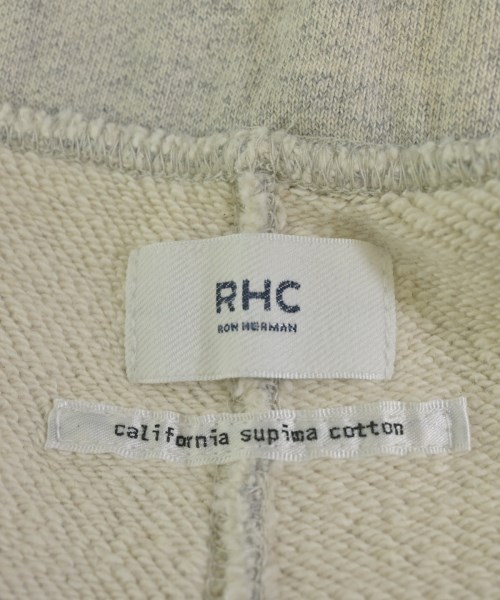 RHC
RON HERMAN
california supima cotton